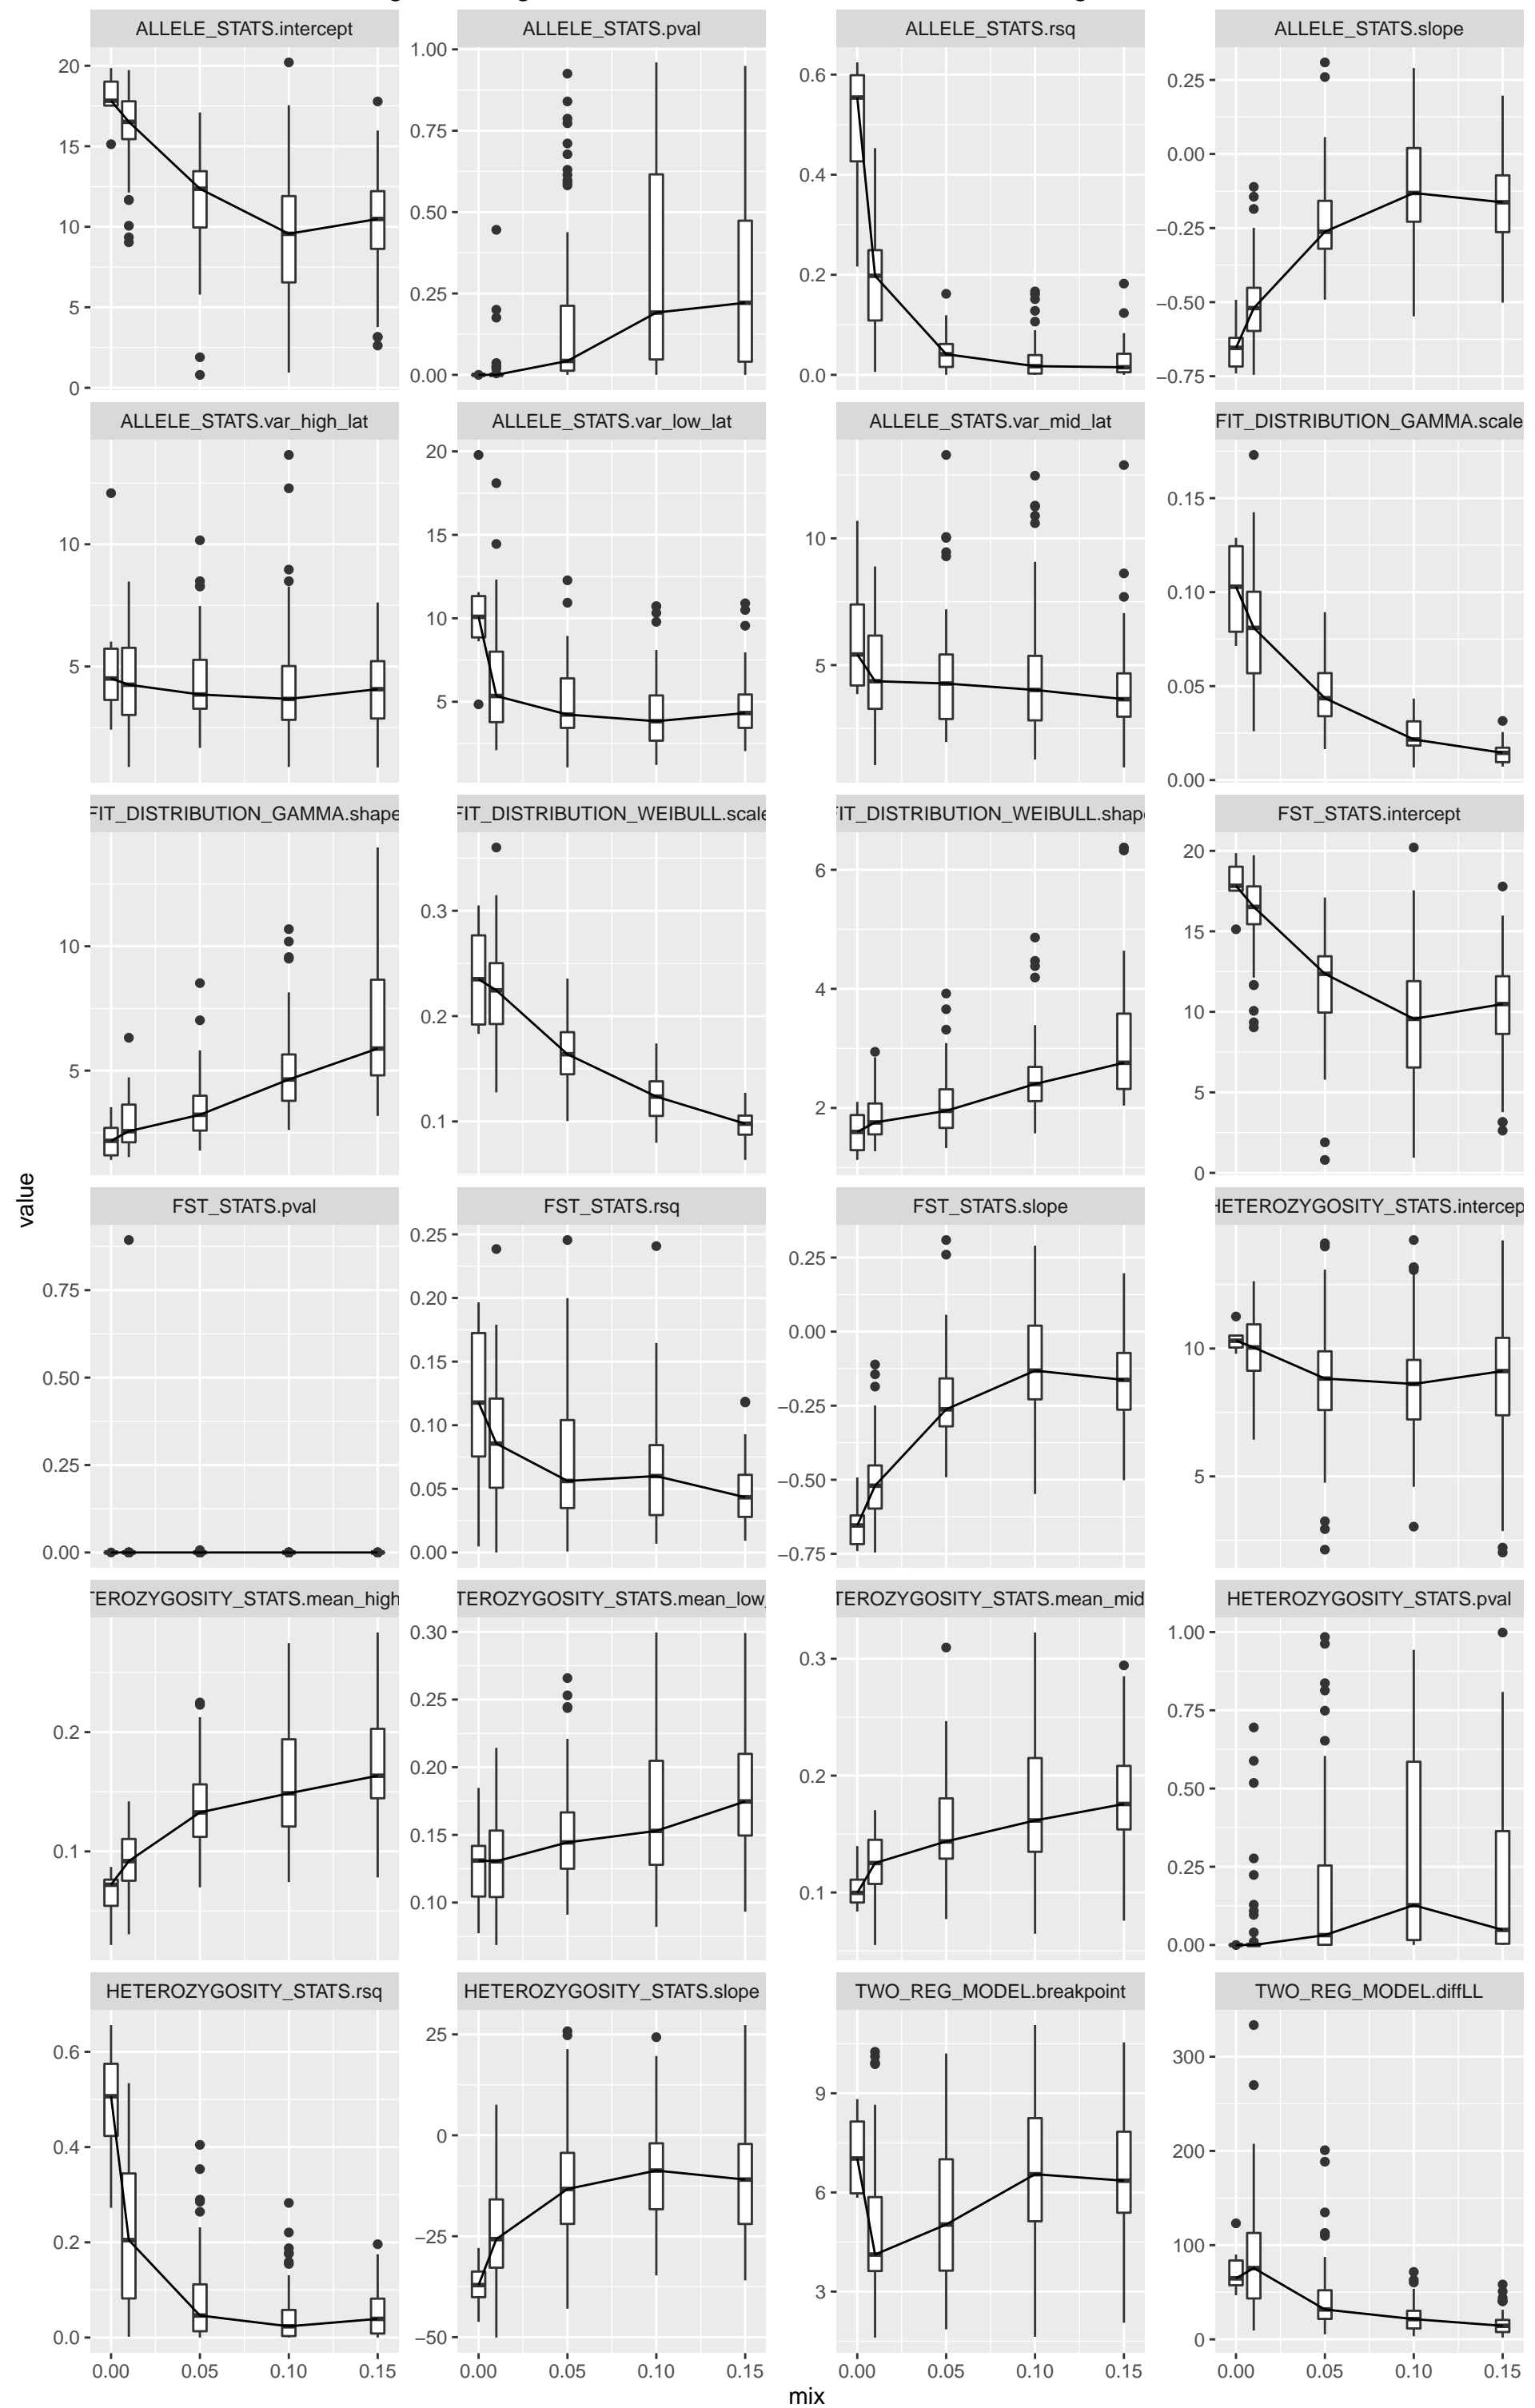 ALLELE_STATS.intercept ALLELE_STATS.pval ALLELE_STATS.rsq ALLELE_STATS.slope
20 15 10 5 0
1.00 0.75 0.50 0.25 0.00
0.6 0.4 0.2 0.0
0.25 0.00 −0.25 −0.50 −0.75
ALLELE_STATS.var_high_lat ALLELE_STATS.var_low_lat ALLELE_STATS.var_mid_lat FIT_DISTRIBUTION_GAMMA.scale
10 5
20 15 10 5
10 5
0.15 0.10 0.05 0.00
FIT_DISTRIBUTION_GAMMA.shape FIT_DISTRIBUTION_WEIBULL.scale FIT_DISTRIBUTION_WEIBULL.shape FST_STATS.intercept
10 5
0.3 0.2 0.1
6 4 2
20 15 10 5 0
value
FST_STATS.pval FST_STATS.rsq FST_STATS.slope HETEROZYGOSITY_STATS.intercep
0.75 0.50 0.25 0.00
0.25 0.20 0.15 0.10 0.05 0.00
0.25 0.00 −0.25 −0.50 −0.75
10 5
TEROZYGOSITY_STATS.mean_high TEROZYGOSITY_STATS.mean_low_ TEROZYGOSITY_STATS.mean_mid HETEROZYGOSITY_STATS.pval
0.2 0.1
0.30 0.25 0.20 0.15 0.10
0.3 0.2 0.1
1.00 0.75 0.50 0.25 0.00
HETEROZYGOSITY_STATS.rsq HETEROZYGOSITY_STATS.slope TWO_REG_MODEL.breakpoint TWO_REG_MODEL.diffLL
0.6 0.4 0.2 0.0
25 0 −25 −50
9 6 3
300 200 100 0
0.00 0.05 0.10 0.15 0.00 0.05 0.10 0.15 0.00 0.05 0.10 0.15 0.00 0.05 0.10 0.15
mix